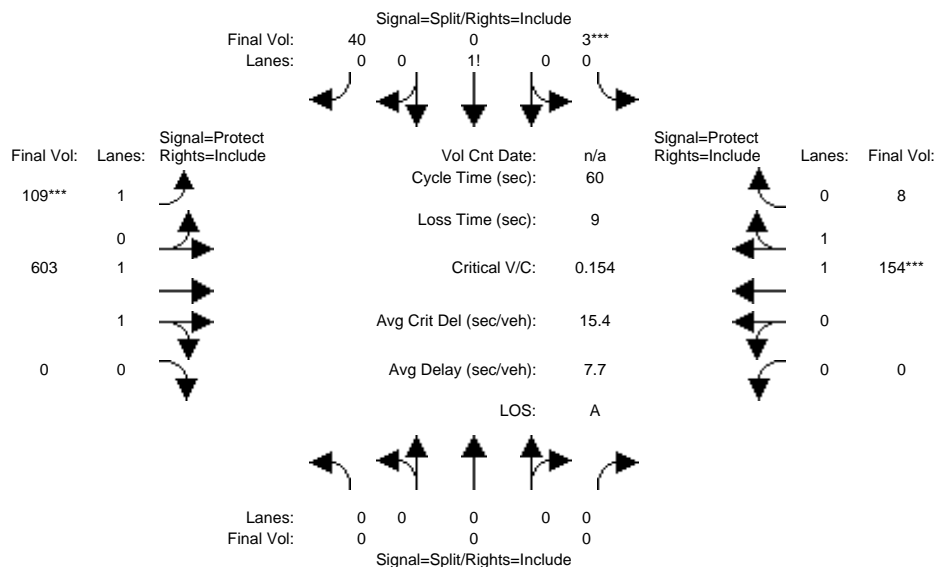 Signal=Split/Rights=Include
Final Vol: 40 0 3***
Lanes: 0 0 1! 0 0
Signal=Protect
Final Vol: Lanes: Rights=Include
Vol Cnt Date: n/a
Signal=Protect
Rights=Include Lanes: Final Vol:
Cycle Time (sec): 60
109*** 1
0 8
Loss Time (sec): 9
0
1
603 1
Critical V/C: 0.154
1 154***
1
Avg Crit Del (sec/veh): 15.4
0
0 0
Avg Delay (sec/veh): 7.7
0 0
LOS: A
Lanes: 0 0 0 0 0
Final Vol: 0 0 0
Signal=Split/Rights=Include